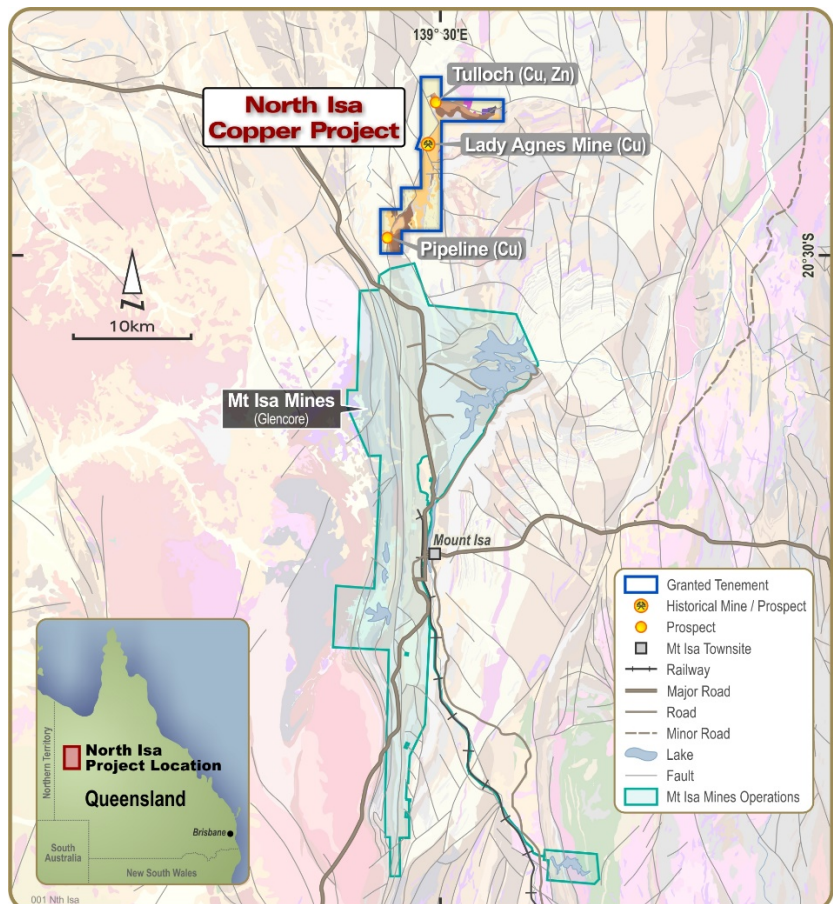 139° 30'E
Tulloch (Cu, Zn)
North Isa
Copper Project
Lady Agnes Mine (Cu)
Pipeline (Cu)
20°30'S
N
10km
Mt Isa Mines
(Glencore)
Mount Isa
Granted Tenement
Historical Mine / Prospect
Prospect
Mt Isa Townsite
Railway
Major Road
Road
Minor Road
Lake
Fault
Mt Isa Mines Operations
Northern Territory
North Isa
Project Location
Queensland
Brisbane
South
Australia
New South Wales
001 Nth Isa